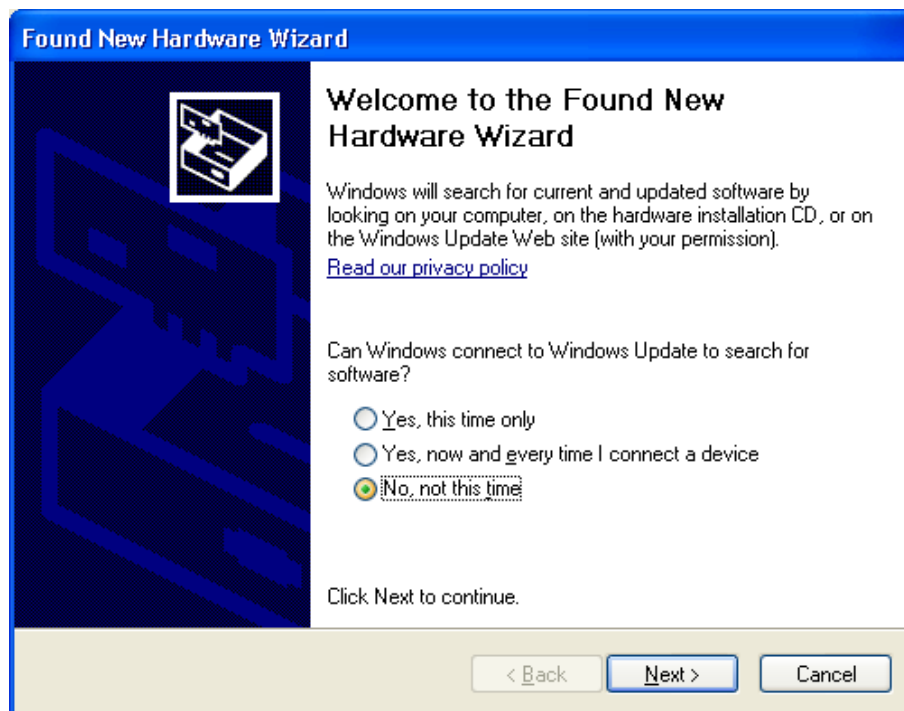 Found New Hardware Wizard
Welcome to the Found New
Hardware Wizard
Windows will search for current and updated software by
looking on your computer, on the hardware installation CD, or on
the Windows Update Web site (with your permission).
Read our privacy policy
Can Windows connect to Windows Update to search for
software?
Yes, this time only
Yes, now and every time I connect a device
No, not this time
Click Next to continue.
< Back
Next >
Cancel